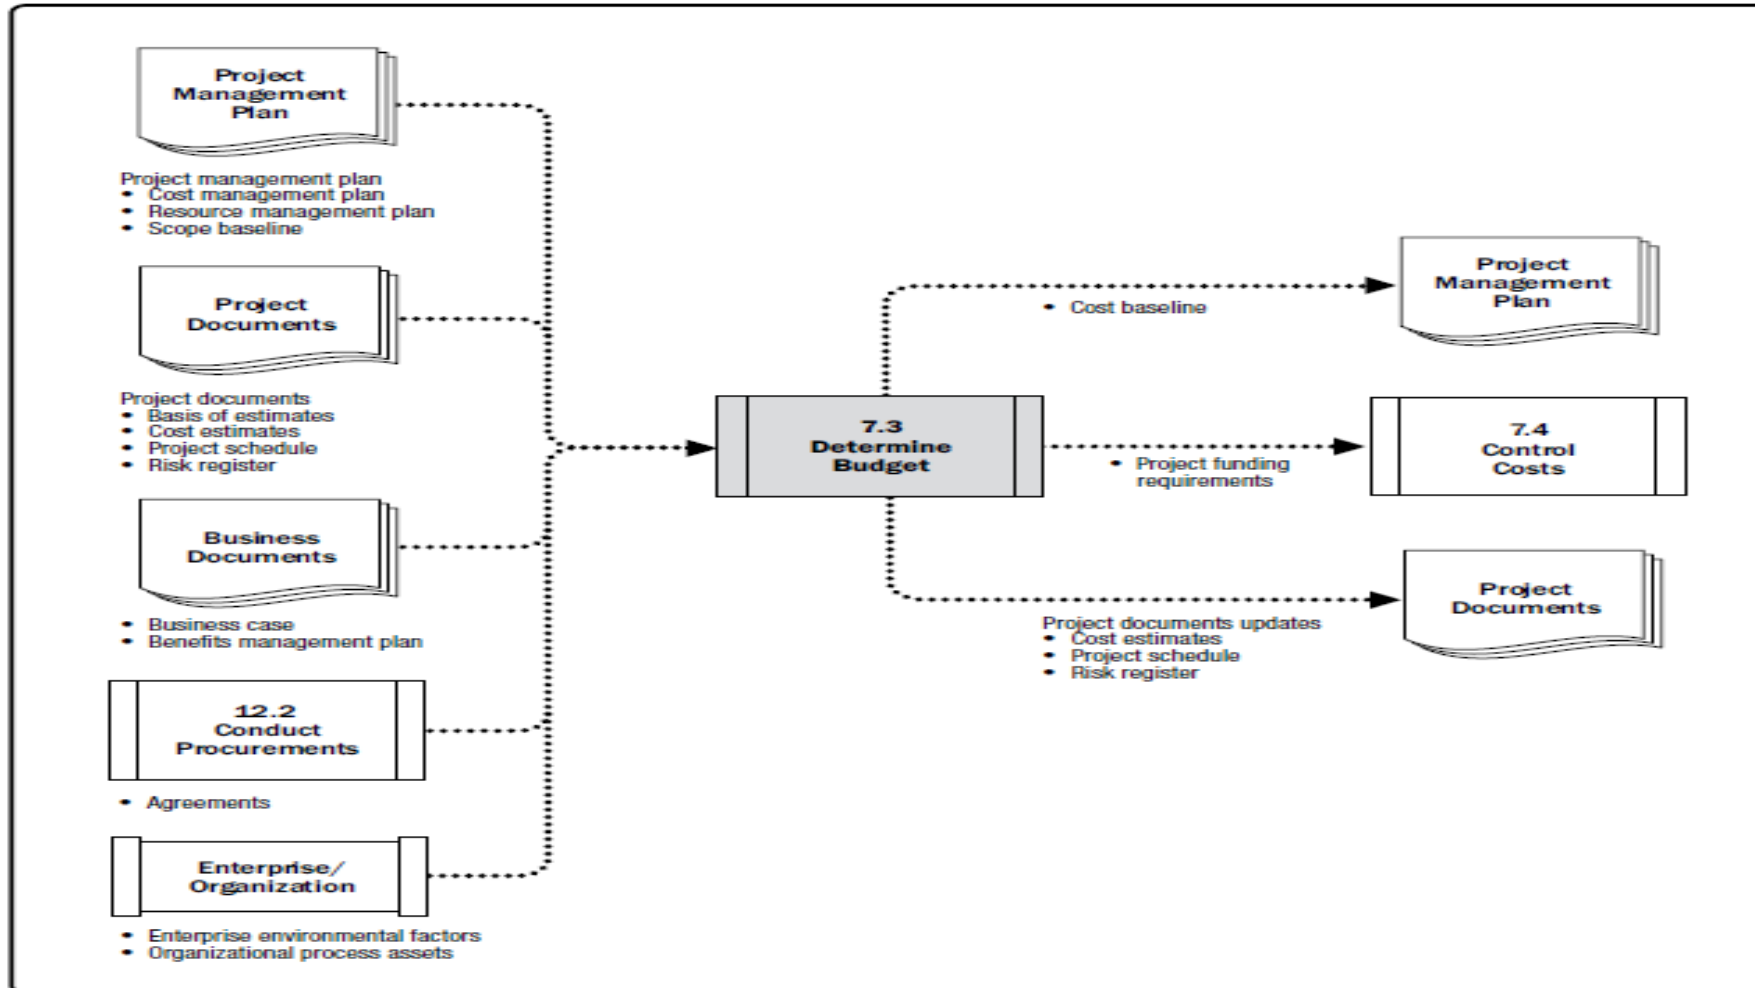 Project
Management
Plan
Project management plan
• Cost management plan
• Resource management plan
• Scope baseline
Project
Documents
Project documents
• Basis of estimates
• Cost estimates
• Project schedule
• Risk register
Business
Documents
• Business case
• Benefits management plan
12.2
Conduct
Procurements
• Agreements
Enterprise/
Organization
• Enterprise environmental factors
• Organizational process assets
7.3
Determine
Budget
• Cost baseline
Project
Management
Plan
• Project funding
requirements
7.4
Control
Costs
Project documents updates
• Cost estimates
• Project schedule
• Risk register
Project
Documents